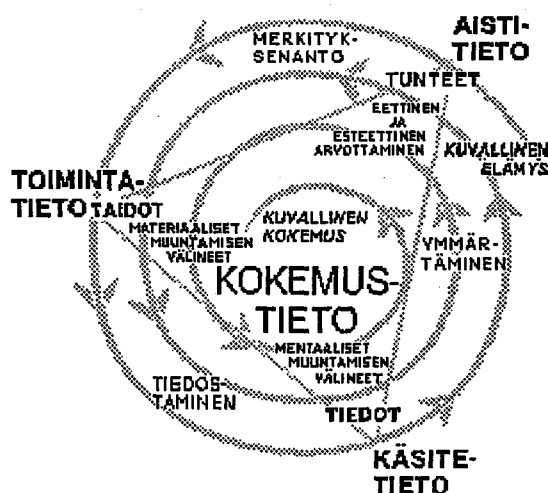 AISTI-
TIETO
MERKITYK-
SENANTO
TUNTEET
EETTINEN
JA
ESTEETTINEN
ARVOTTAMINEN
KUVALLINEN
ELÄMYS
TOIMINTA-
TIETO TAIDOT
MATERIAALISET
MUUNTAMISEN
VÄLINEET
KUVALLINEN
KOKEMUS
YMMÄR-
TÄMINEN
KOKEMUS-
TIETO
MENTAALISET
MUUNTAMISEN
VÄLINEET
TIEDOS-
TAMINEN
TIEDOT
KÄSITE-
TIETO